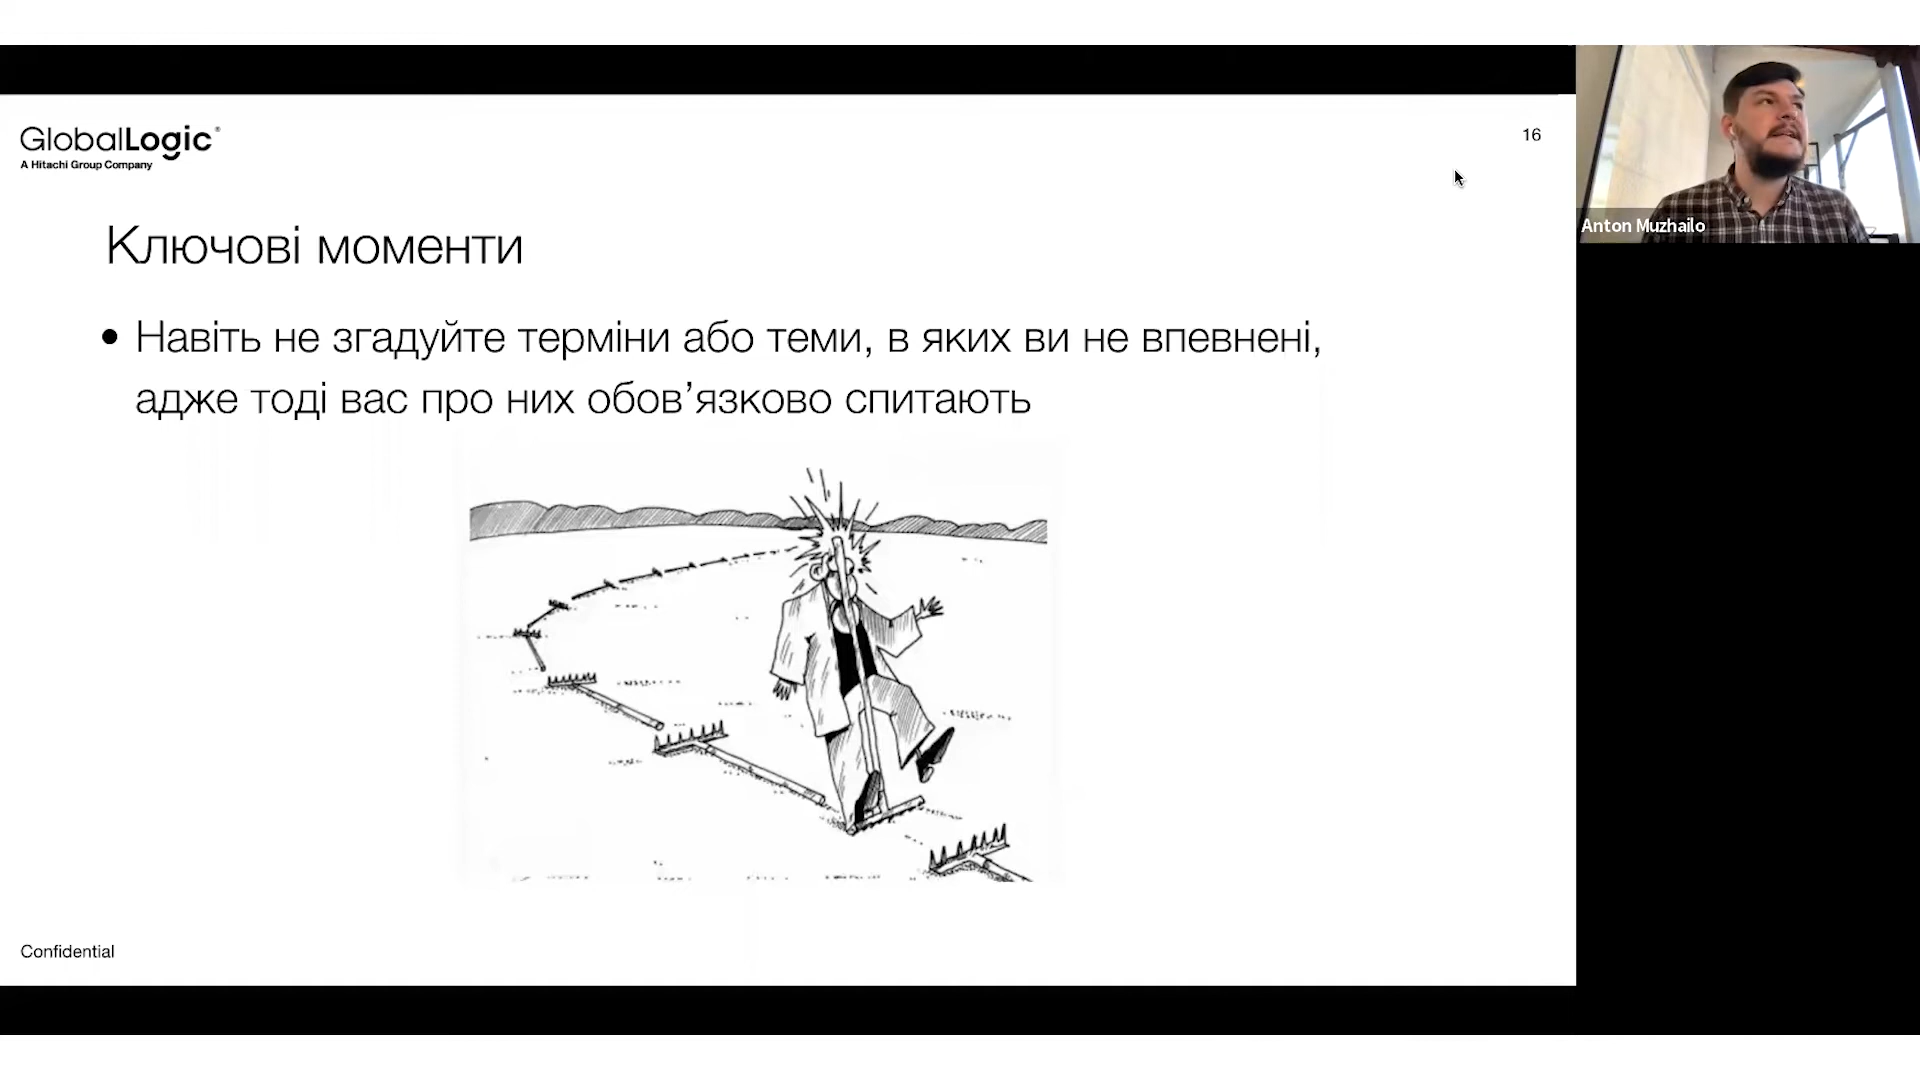 GlobalLogic®
A Hitachi Group Company
16
Anton Muzhailo
Ключові моменти
• Навіть не згадуйте терміни або теми, в яких ви не впевнені,
адже тоді вас про них обов’язково спитають
Confidential